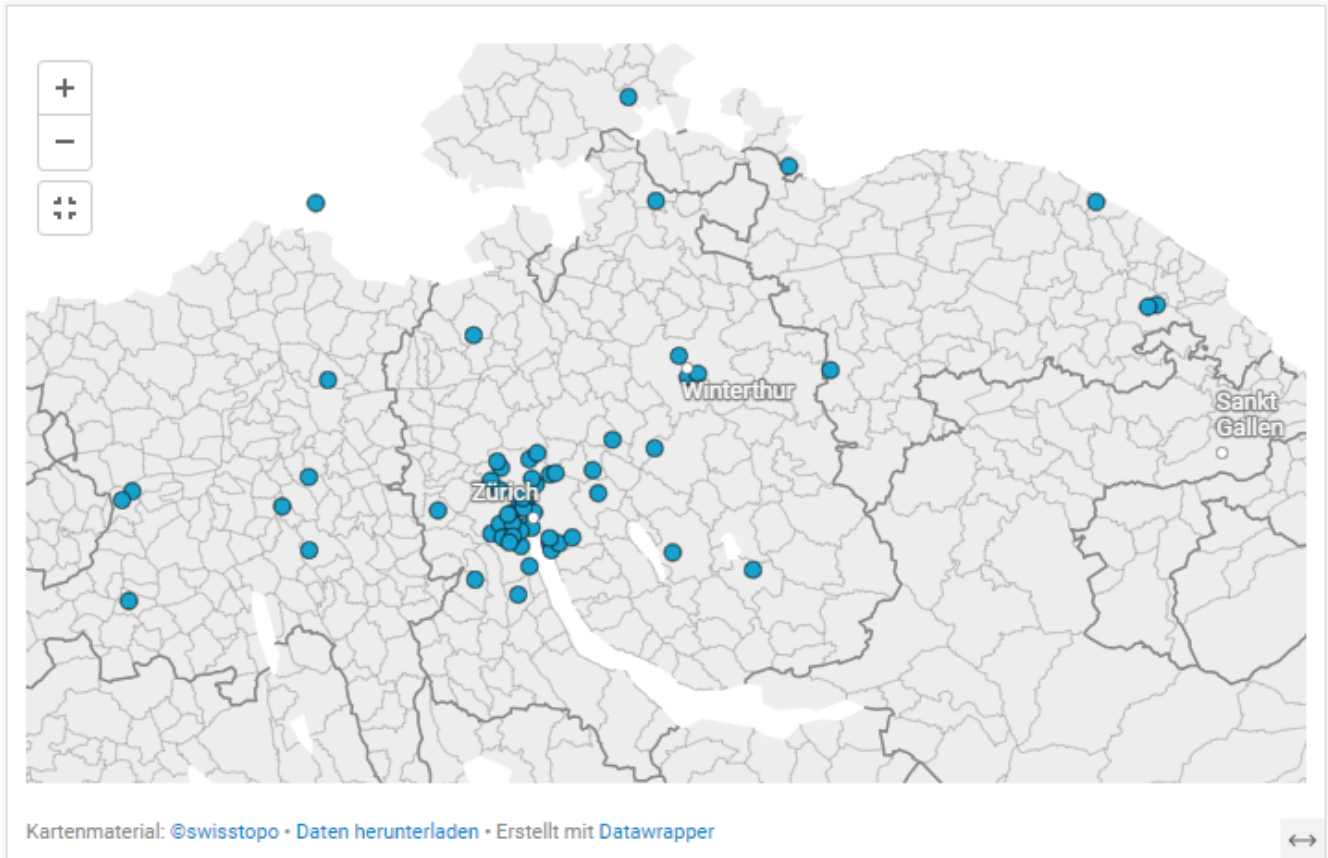 +
−
Winterthur
Sankt
Gallen
Zürich
Kartenmaterial: ©swisstopo • Daten herunterladen • Erstellt mit Datawrapper